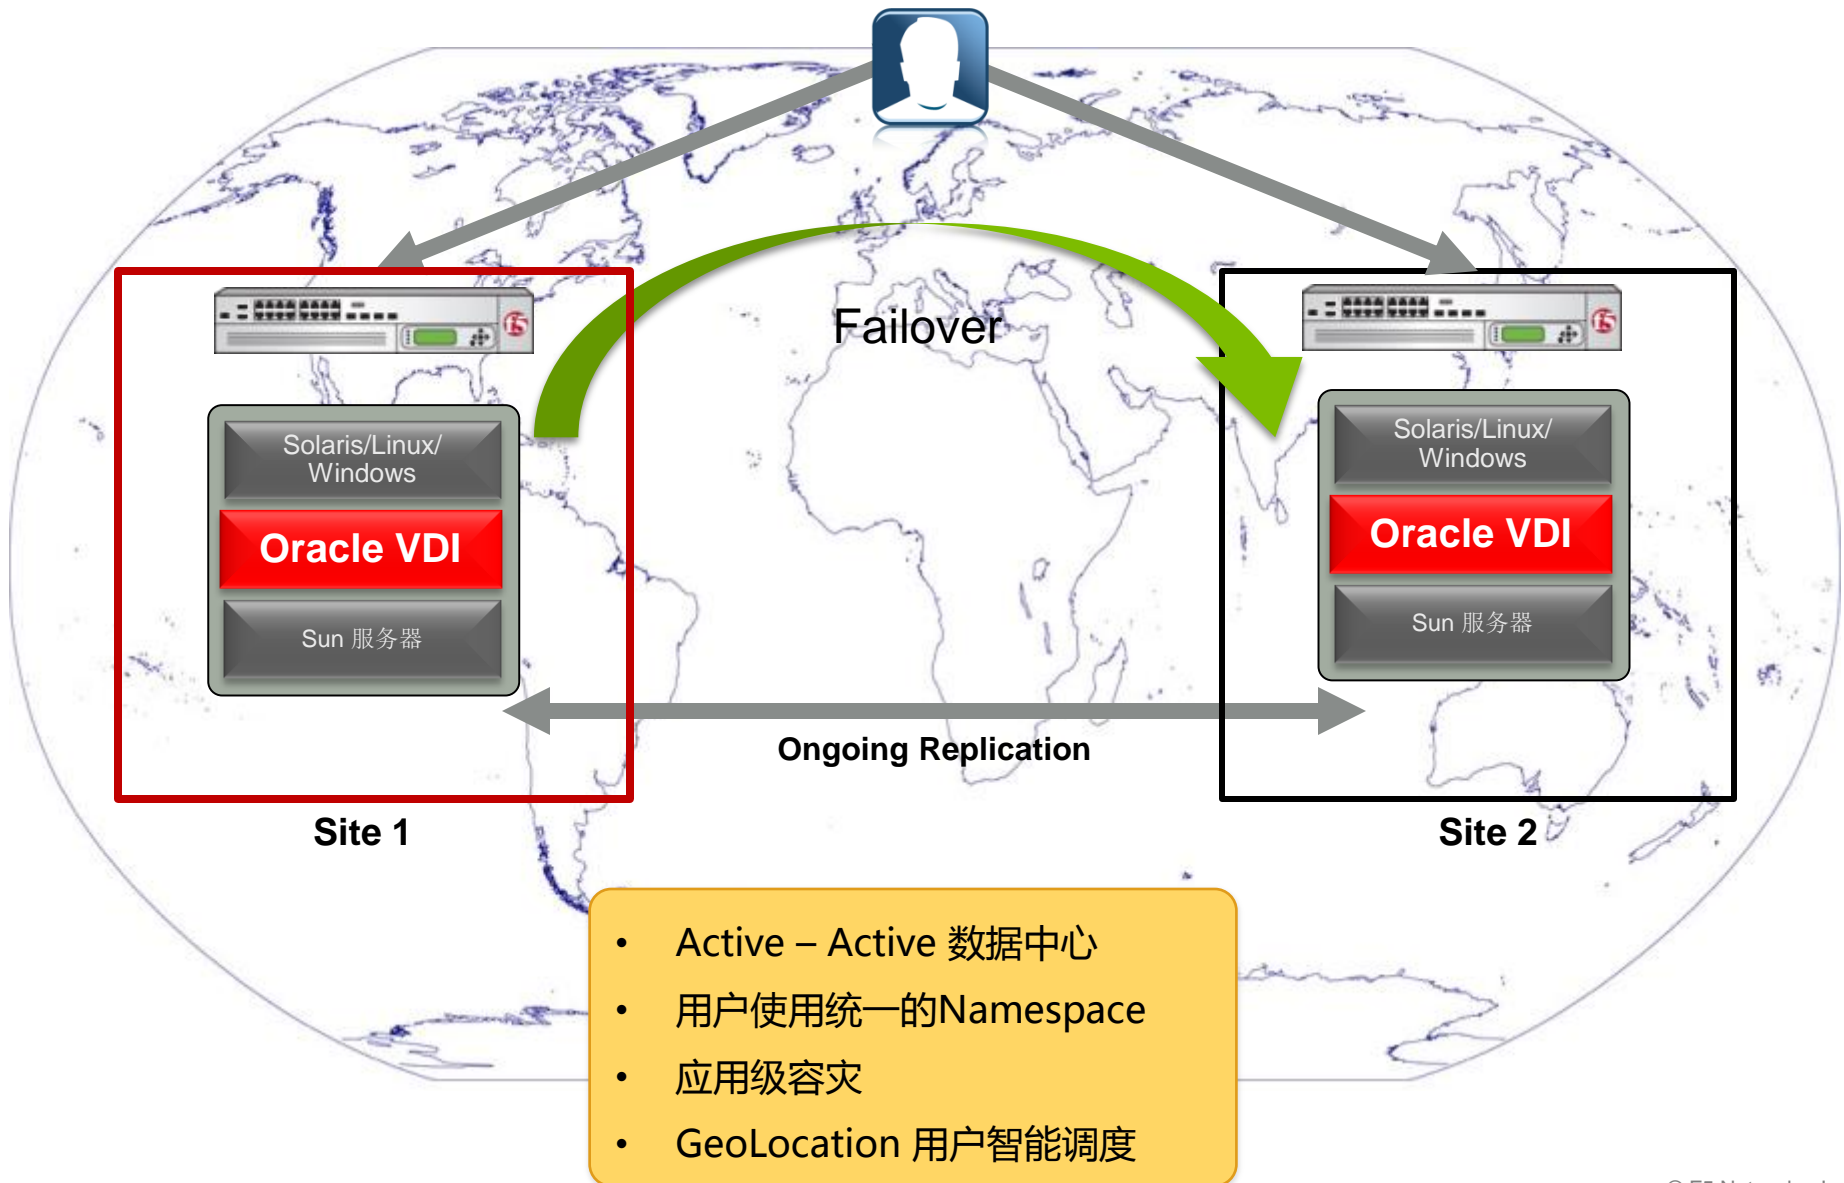 Failover
f5
f5
Solaris/Linux/
Windows
Oracle VDI
Sun 服务器
Solaris/Linux/
Windows
Oracle VDI
Sun 服务器
Ongoing Replication
Site 1
Site 2
• Active – Active 数据中心
• 用户使用统一的Namespace
• 应用级容灾
• GeoLocation 用户智能调度